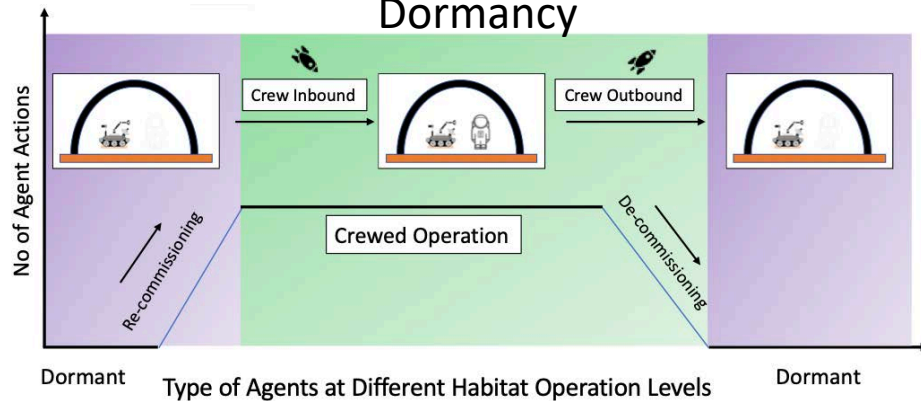 Dormancy
Crew Inbound
Crew Outbound
No of Agent Actions
Re-commissioning
Crewed Operation
De-commissioning
Dormant
Type of Agents at Different Habitat Operation Levels
Dormant